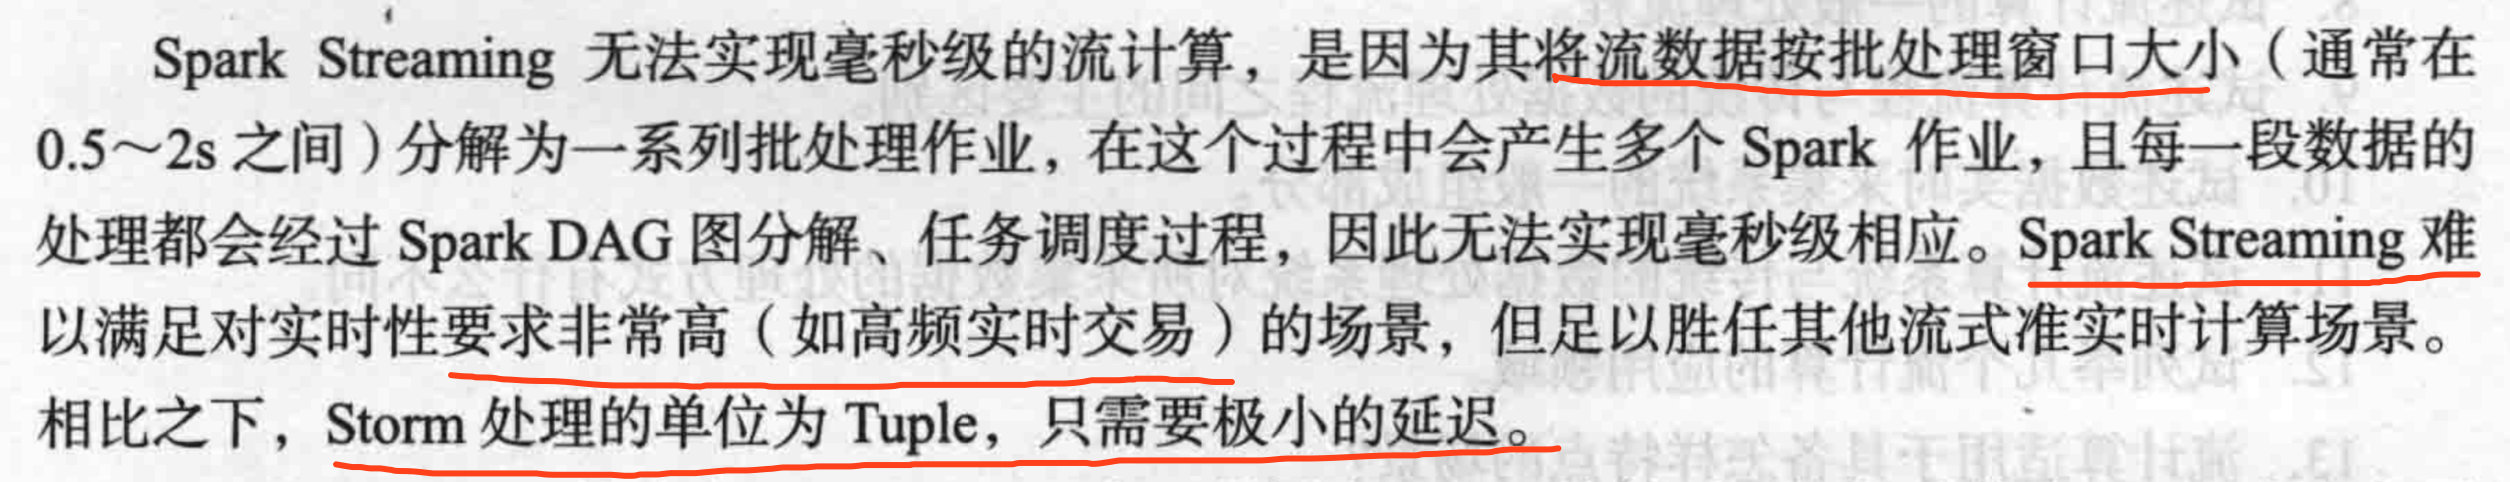 Spark Streaming 无法实现毫秒级的流计算，是因为其将流数据按批处理窗口大小（通常在
0.5～2s 之间）分解为一系列批处理作业，在这个过程中会产生多个 Spark 作业，且每一段数据的
处理都会经过 Spark DAG 图分解、任务调度过程，因此无法实现毫秒级相应。Spark Streaming 难
以满足对实时性要求非常高（如高频实时交易）的场景，但足以胜任其他流式准实时计算场景。
相比之下，Storm 处理的单位为 Tuple，只需要极小的延迟。